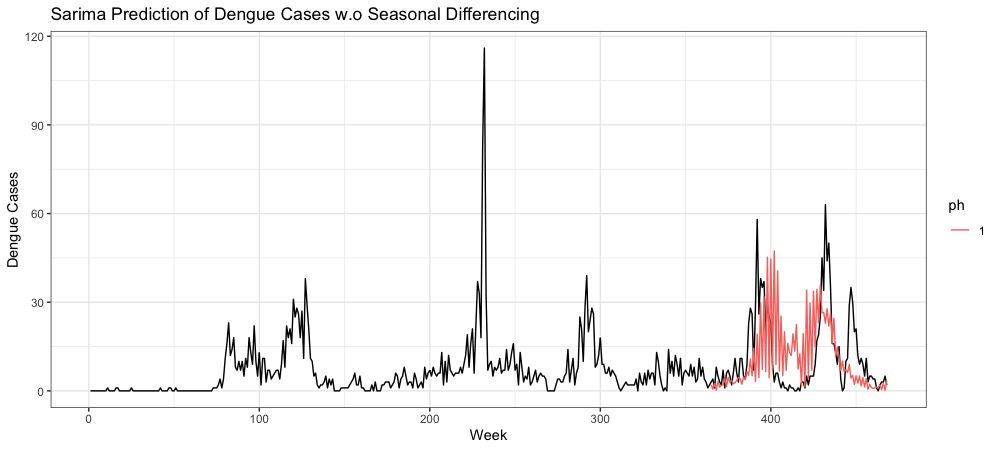 Sarima Prediction of Dengue Cases w.o Seasonal Differencing
120
90
60
30
0
Dengue Cases
0 100 200 300 400
Week
ph
1